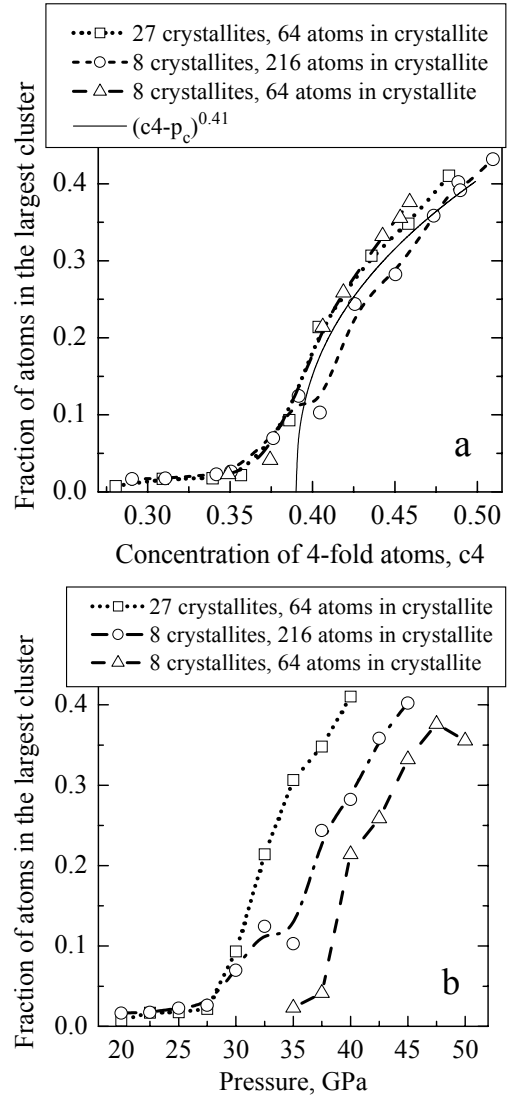 27 crystallites, 64 atoms in crystallite
8 crystallites, 216 atoms in crystallite
8 crystallites, 64 atoms in crystallite
(c4-pc)^0.41
Fraction of atoms in the largest cluster
0.4
0.3
0.2
0.1
0.0
a
0.30 0.35 0.40 0.45 0.50
Concentration of 4-fold atoms, c4
27 crystallites, 64 atoms in crystallite
8 crystallites, 216 atoms in crystallite
8 crystallites, 64 atoms in crystallite
Fraction of atoms in the largest cluster
0.4
0.3
0.2
0.1
0.0
b
20 25 30 35 40 45 50
Pressure, GPa